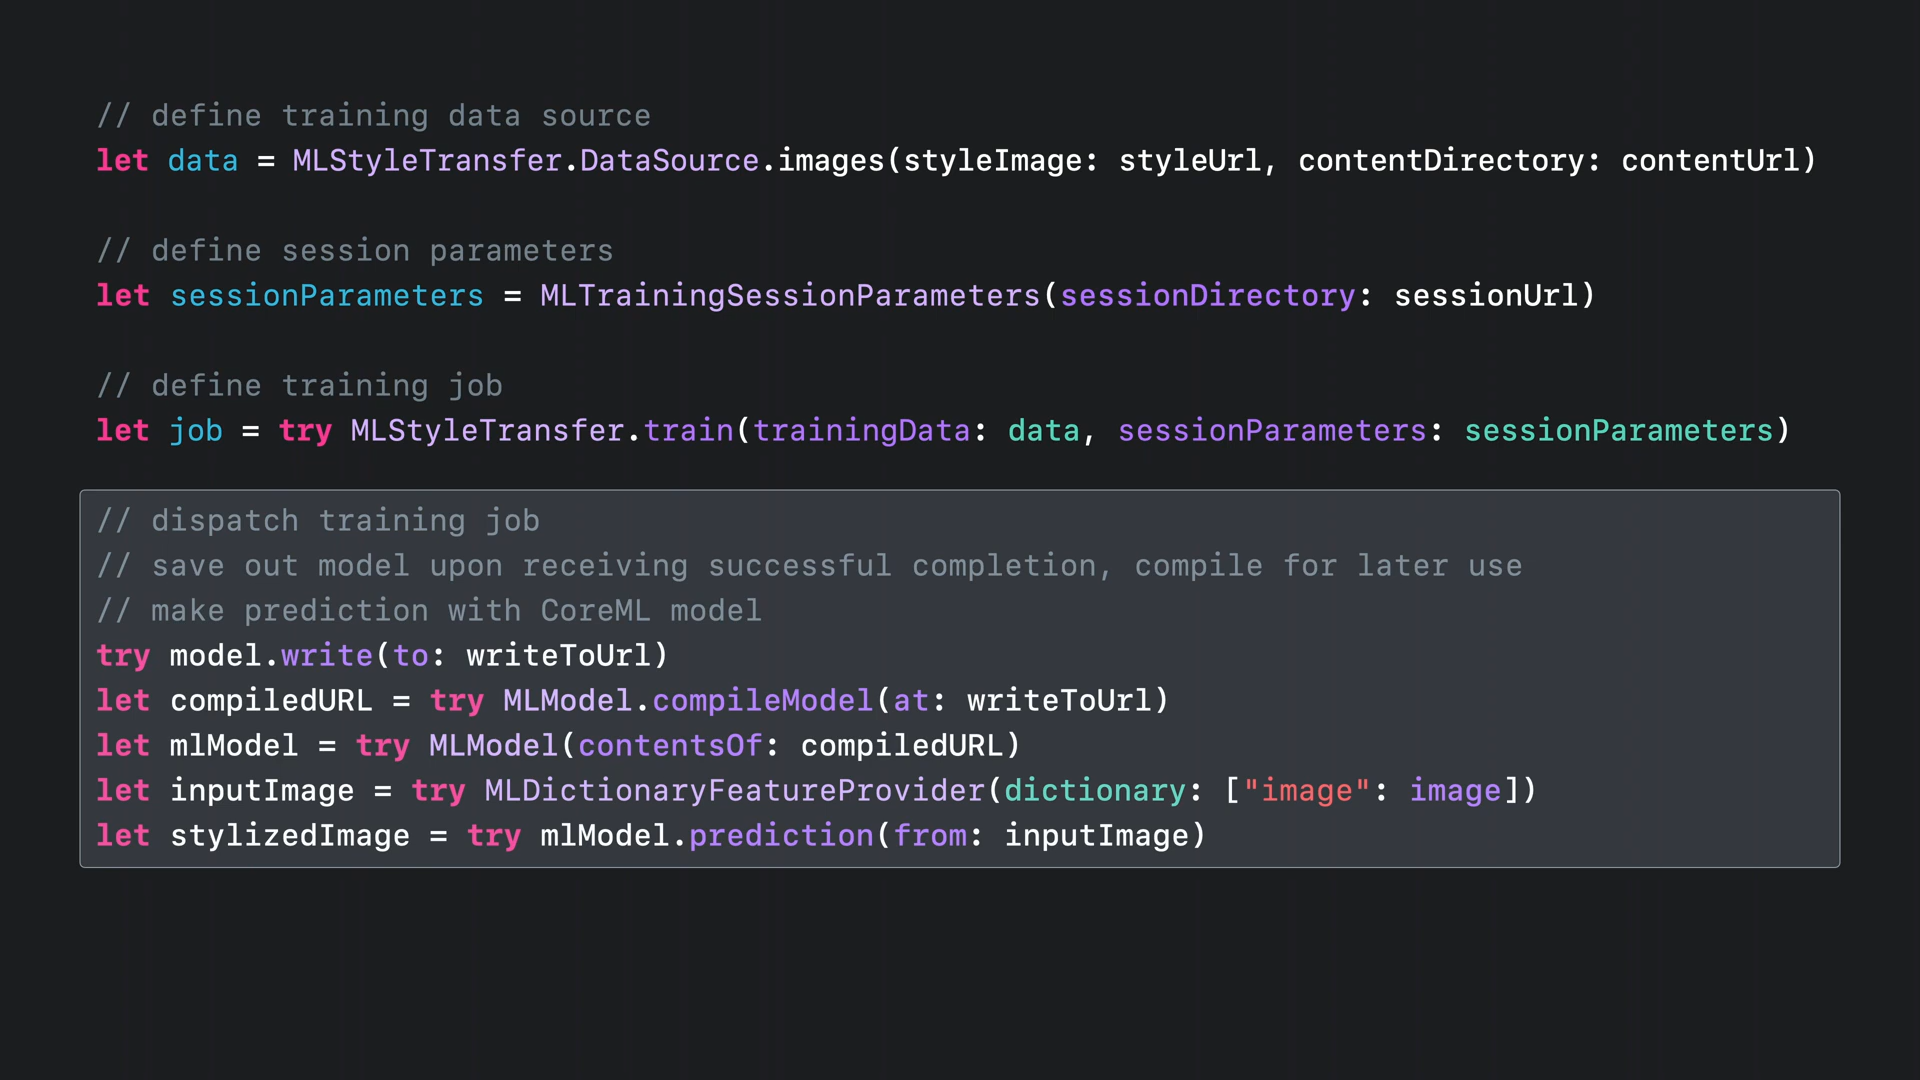 // define training data source
let data = MLStyleTransfer.DataSource.images(styleImage: styleUrl, contentDirectory: contentUrl)
// define session parameters
let sessionParameters = MLTrainingSessionParameters(sessionDirectory: sessionUrl)
// define training job
let job = try MLStyleTransfer.train(trainingData: data, sessionParameters: sessionParameters)
// dispatch training job
// save out model upon receiving successful completion, compile for later use
// make prediction with CoreML model
try model.write(to: writeToUrl)
let compiledURL = try MLModel.compileModel(at: writeToUrl)
let mlModel = try MLModel(contentsOf: compiledURL)
let inputImage = try MLDictionaryFeatureProvider(dictionary: ["image": image])
let stylizedImage = try mlModel.prediction(from: inputImage)